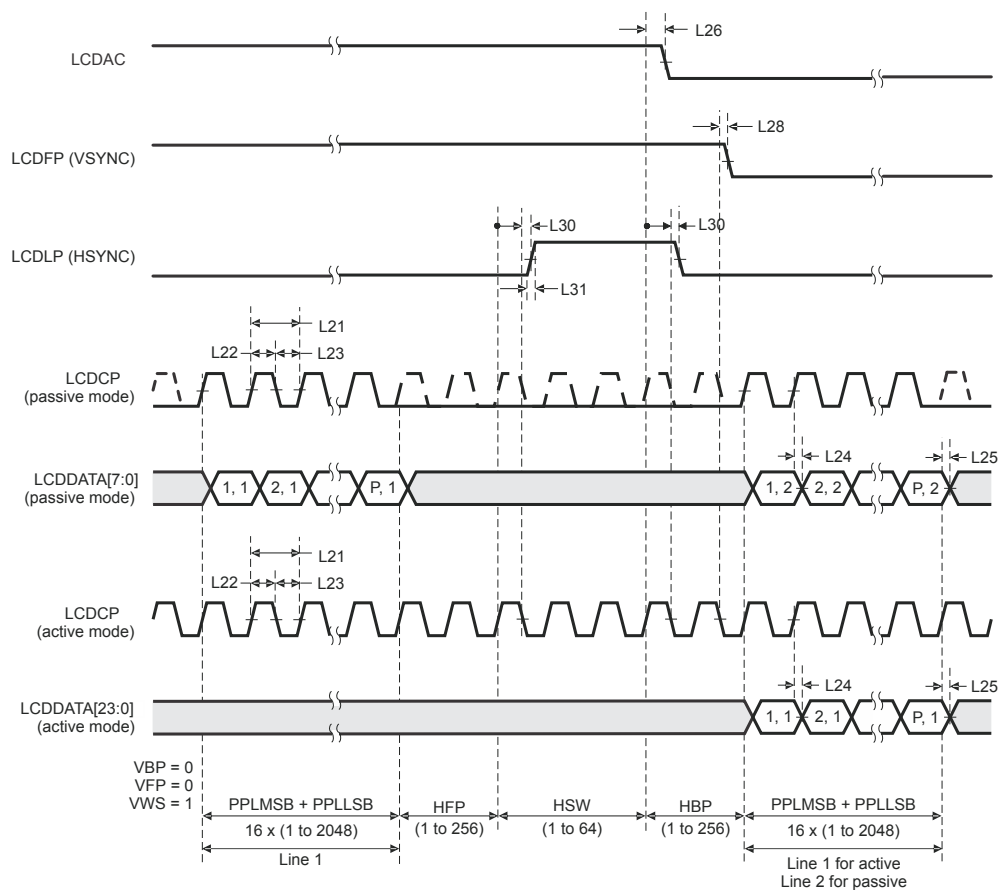 L26
LCDAC
L28
LCDFP (VSYNC)
L30
L30
LCDLP (HSYNC)
L31
L21
L22
L23
LCDCP
(passive mode)
L24
L25
LCDDATA[7:0]
(passive mode)
1, 1
2, 1
P, 1
1, 2
2, 2
P, 2
L21
L22
L23
LCDCP
(active mode)
L24
L25
LCDDATA[23:0]
(active mode)
1, 1
2, 1
P, 1
VBP = 0
VFP = 0
VWS = 1
PPLMSB + PPLLSB
16 x (1 to 2048)
Line 1
HFP
(1 to 256)
HSW
(1 to 64)
HBP
(1 to 256)
PPLMSB + PPLLSB
16 x (1 to 2048)
Line 1 for active
Line 2 for passive